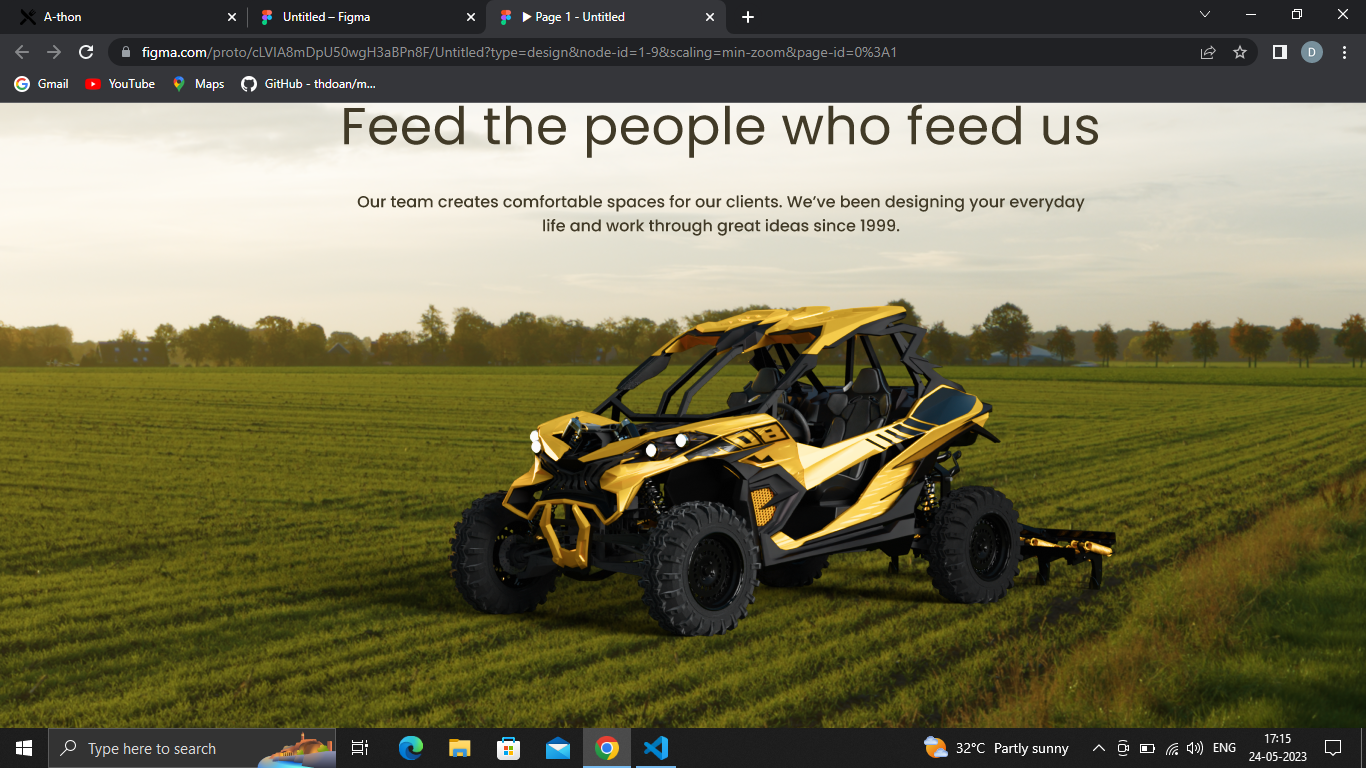 A-thon
Untitled – Figma
▶ Page 1 - Untitled
figma.com/proto/cLVIA8mDpU50wgH3aBPn8F/Untitled?type=design&node-id=1-9&scaling=min-zoom&page-id=0%3A1
D
Gmail
YouTube
Maps
GitHub - thdoan/m...
Feed the people who feed us
Our team creates comfortable spaces for our clients. We’ve been designing your everyday
life and work through great ideas since 1999.
08
Type here to search
32°C Partly sunny
ENG
17:15
24-05-2023